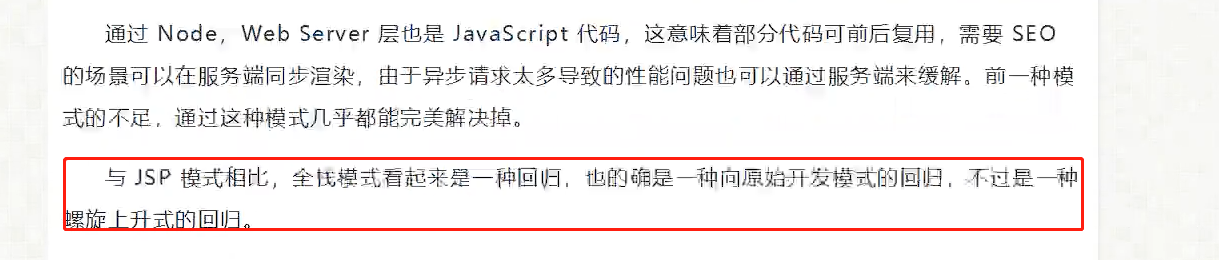 通过 Node，Web Server 层也是 JavaScript 代码，这意味着部分代码可前后复用，需要 SEO
的场景可以在服务端同步渲染，由于异步请求太多导致的性能问题也可以通过服务端来缓解。前一种模
式的不足，通过这种模式几乎都能完美解决掉。
与 JSP 模式相比，全栈模式看起来是一种回归，也的确是一种向原始开发模式的回归，不过是一种
螺旋上升式的回归。